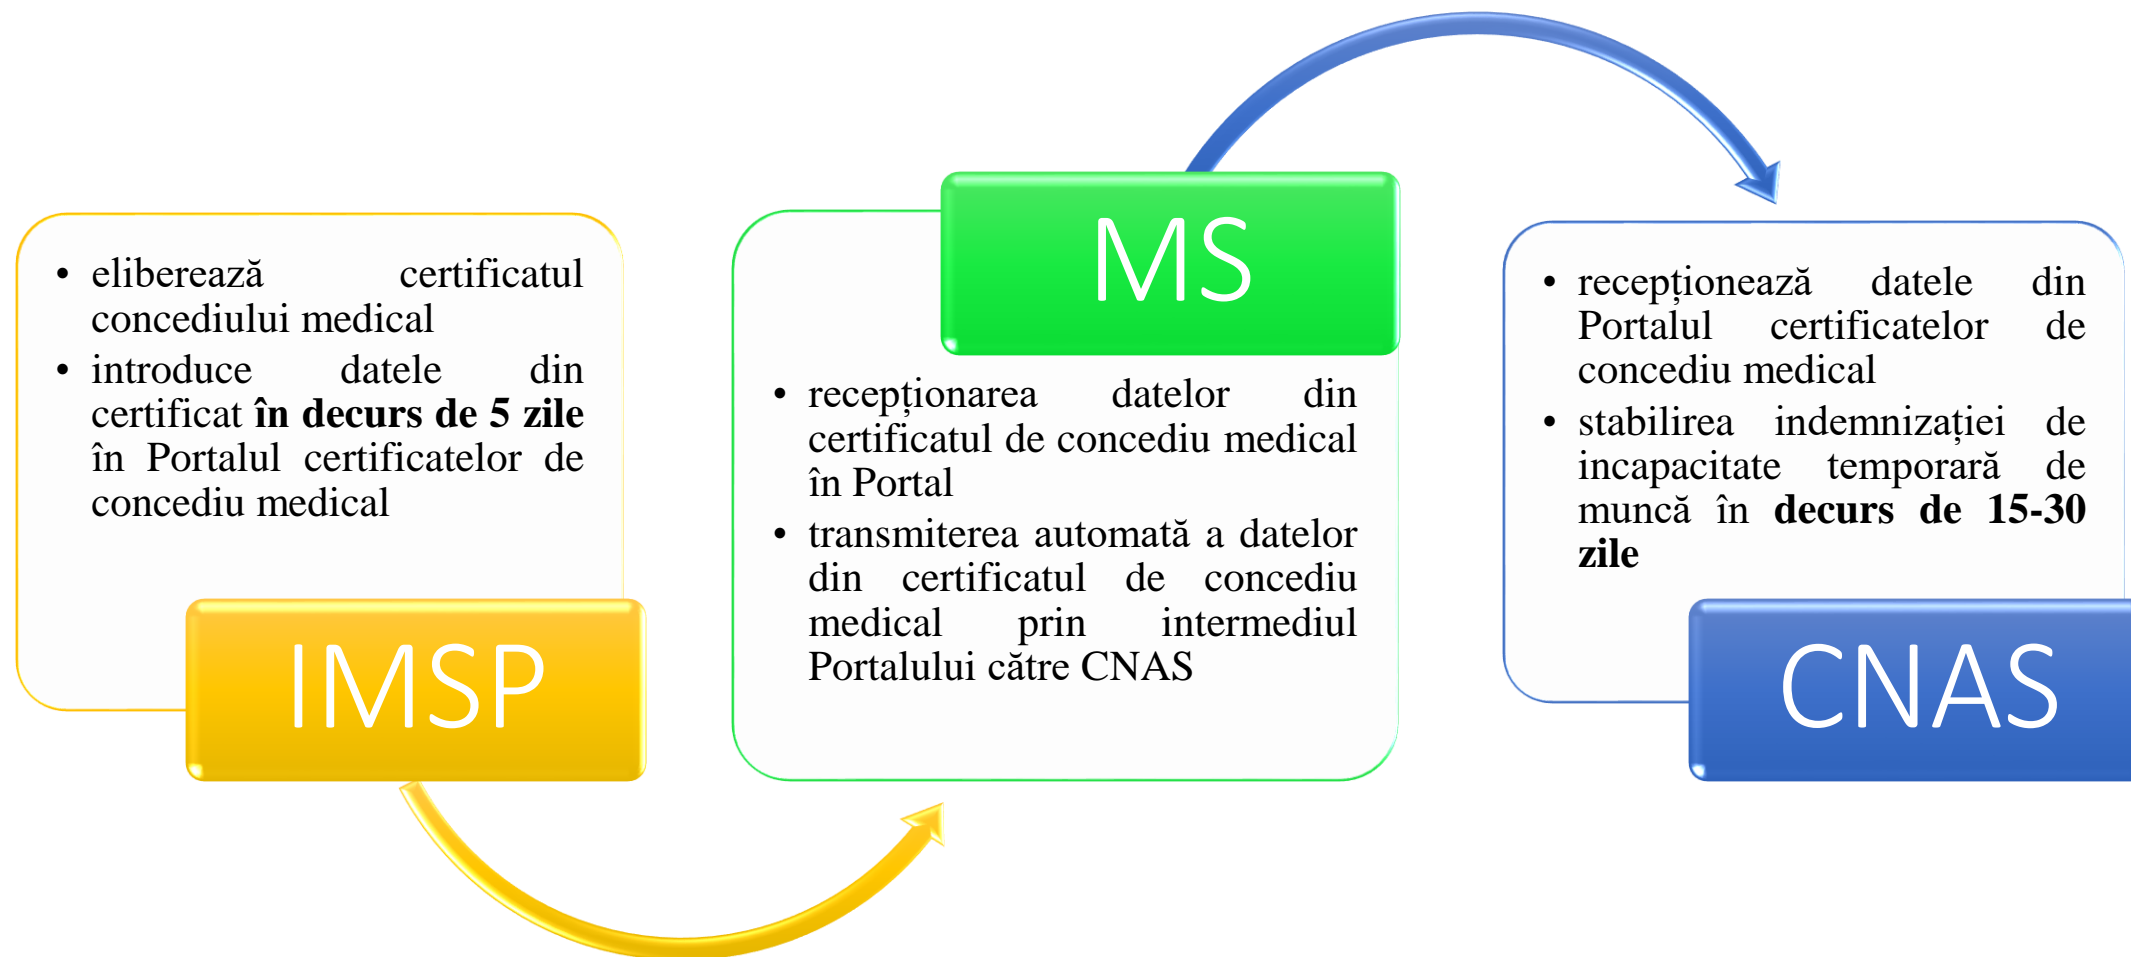 • eliberează certificatul
concediului medical
• introduce datele din
certificat în decurs de 5 zile
în Portalul certificatelor de
concediu medical
IMSP
MS
• recepționarea datelor din
certificatul de concediu medical
în Portal
• transmiterea automată a datelor
din certificatul de concediu
medical prin intermediul
Portalului către CNAS
• recepționează datele din
Portalul certificatelor de
concediu medical
• stabilirea indemnizației de
incapacitate temporară de
muncă în decurs de 15-30
zile
CNAS